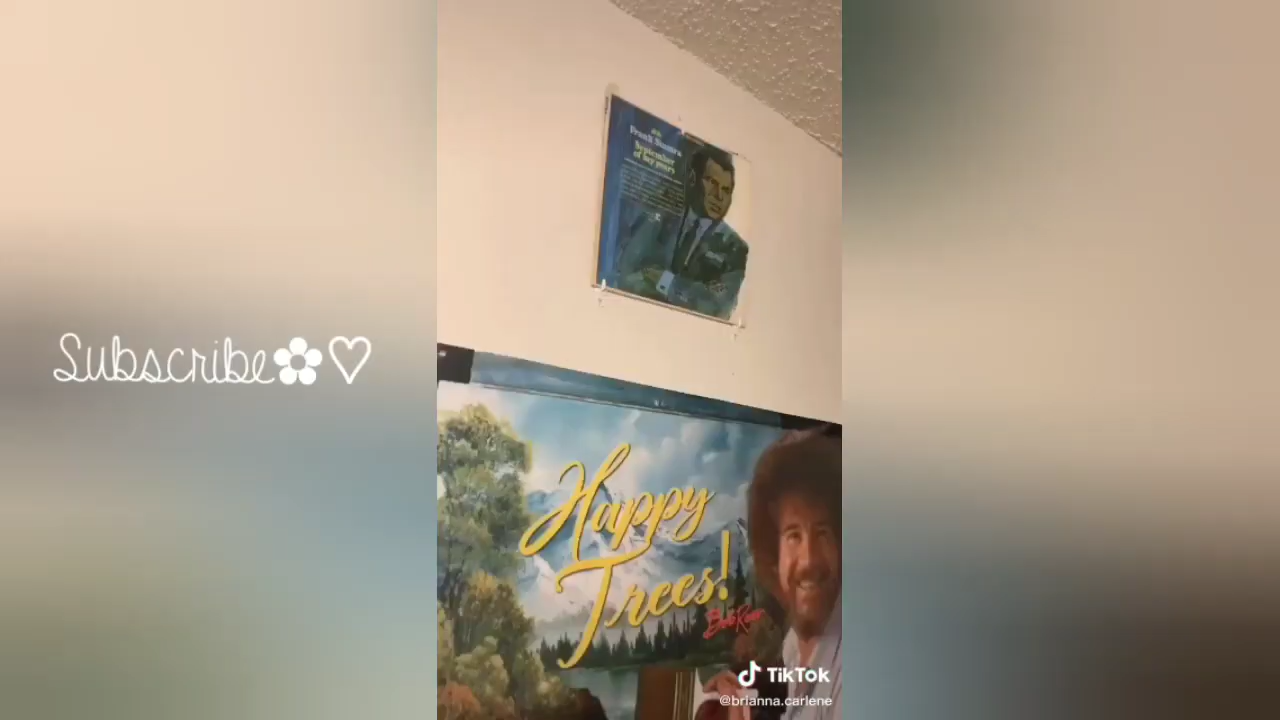 Subscribe
Frank Sinatra
September
of my years
Happy
Trees!
Bob Ross
TikTok
@brianna.carlene